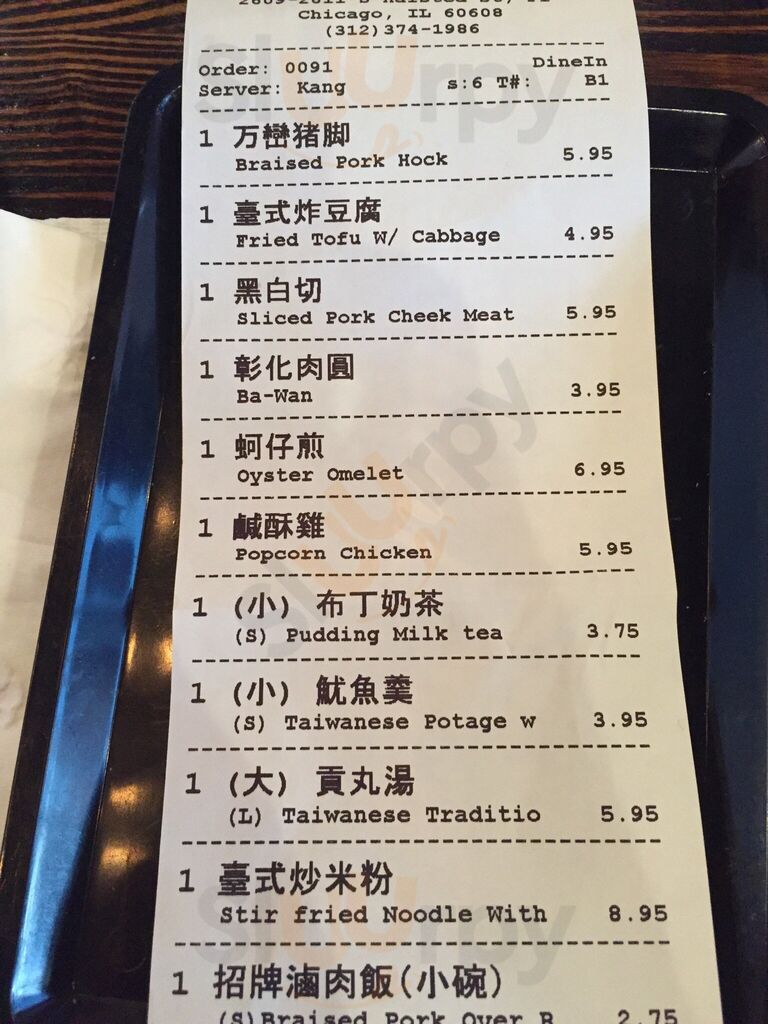 Chicago, IL 60608
(312)374-1986
Order: 0091 DineIn
Server: Kang s:6 T#: B1
1 万巒猪脚
Braised Pork Hock 5.95
1 臺式炸豆腐
Fried Tofu W/ Cabbage 4.95
1 黑白切
Sliced Pork Cheek Meat 5.95
1 彰化肉圓
Ba-Wan 3.95
1 蚵仔煎
Oyster Omelet 6.95
1 鹹酥雞
Popcorn Chicken 5.95
1 (小) 布丁奶茶
(S) Pudding Milk tea 3.75
1 (小) 魷魚羹
(S) Taiwanese Potage w 3.95
1 (大) 貢丸湯
(L) Taiwanese Traditio 5.95
1 臺式炒米粉
Stir fried Noodle With 8.95
1 招牌滷肉飯(小碗)
(S)Braised Pork Over R 2.75